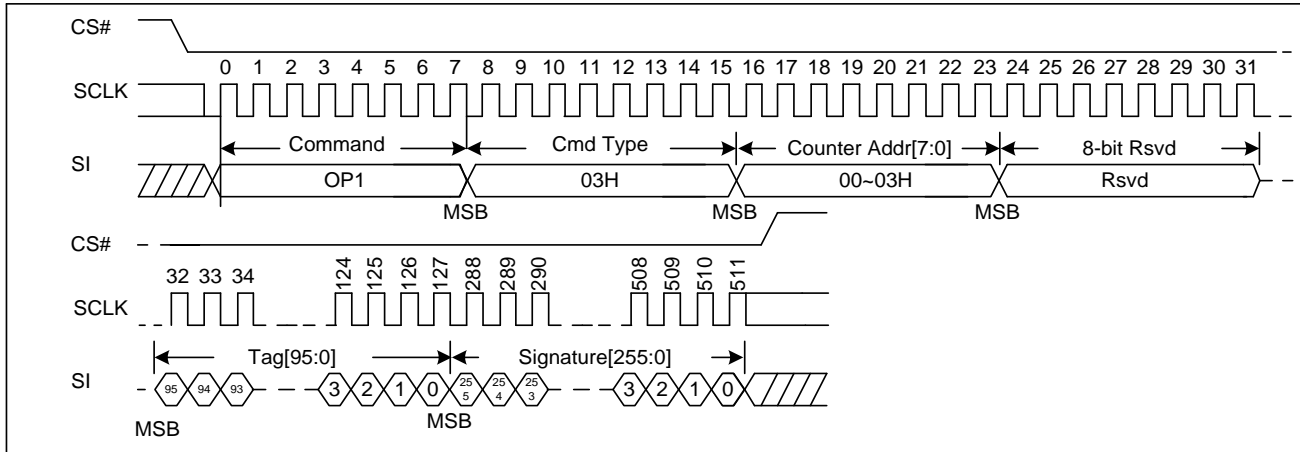 CS#
0 1 2 3 4 5 6 7 8 9 10 11 12 13 14 15 16 17 18 19 20 21 22 23 24 25 26 27 28 29 30 31
SCLK
Command Cmd Type Counter Addr[7:0] 8-bit Rsvd
SI
OP1 03H 00~03H Rsvd
MSB MSB MSB
CS#
32 33 34 124 125 126 127 288 289 290 508 509 510 511
SCLK
Tag[95:0] Signature[255:0]
SI
95 94 93 3 2 1 0 255 254 253 3 2 1 0
MSB MSB